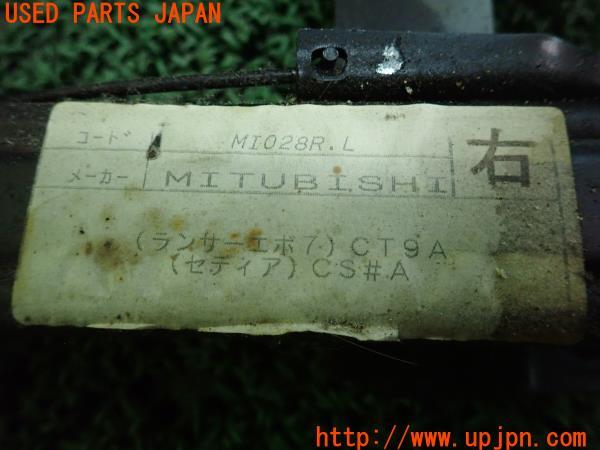 USED PARTS JAPAN
コード MI028R.L
メーカー MITUBISHI 右
(ランサーエボ7) CT9A
(セディア) CS#A
http://www.upjpn.com